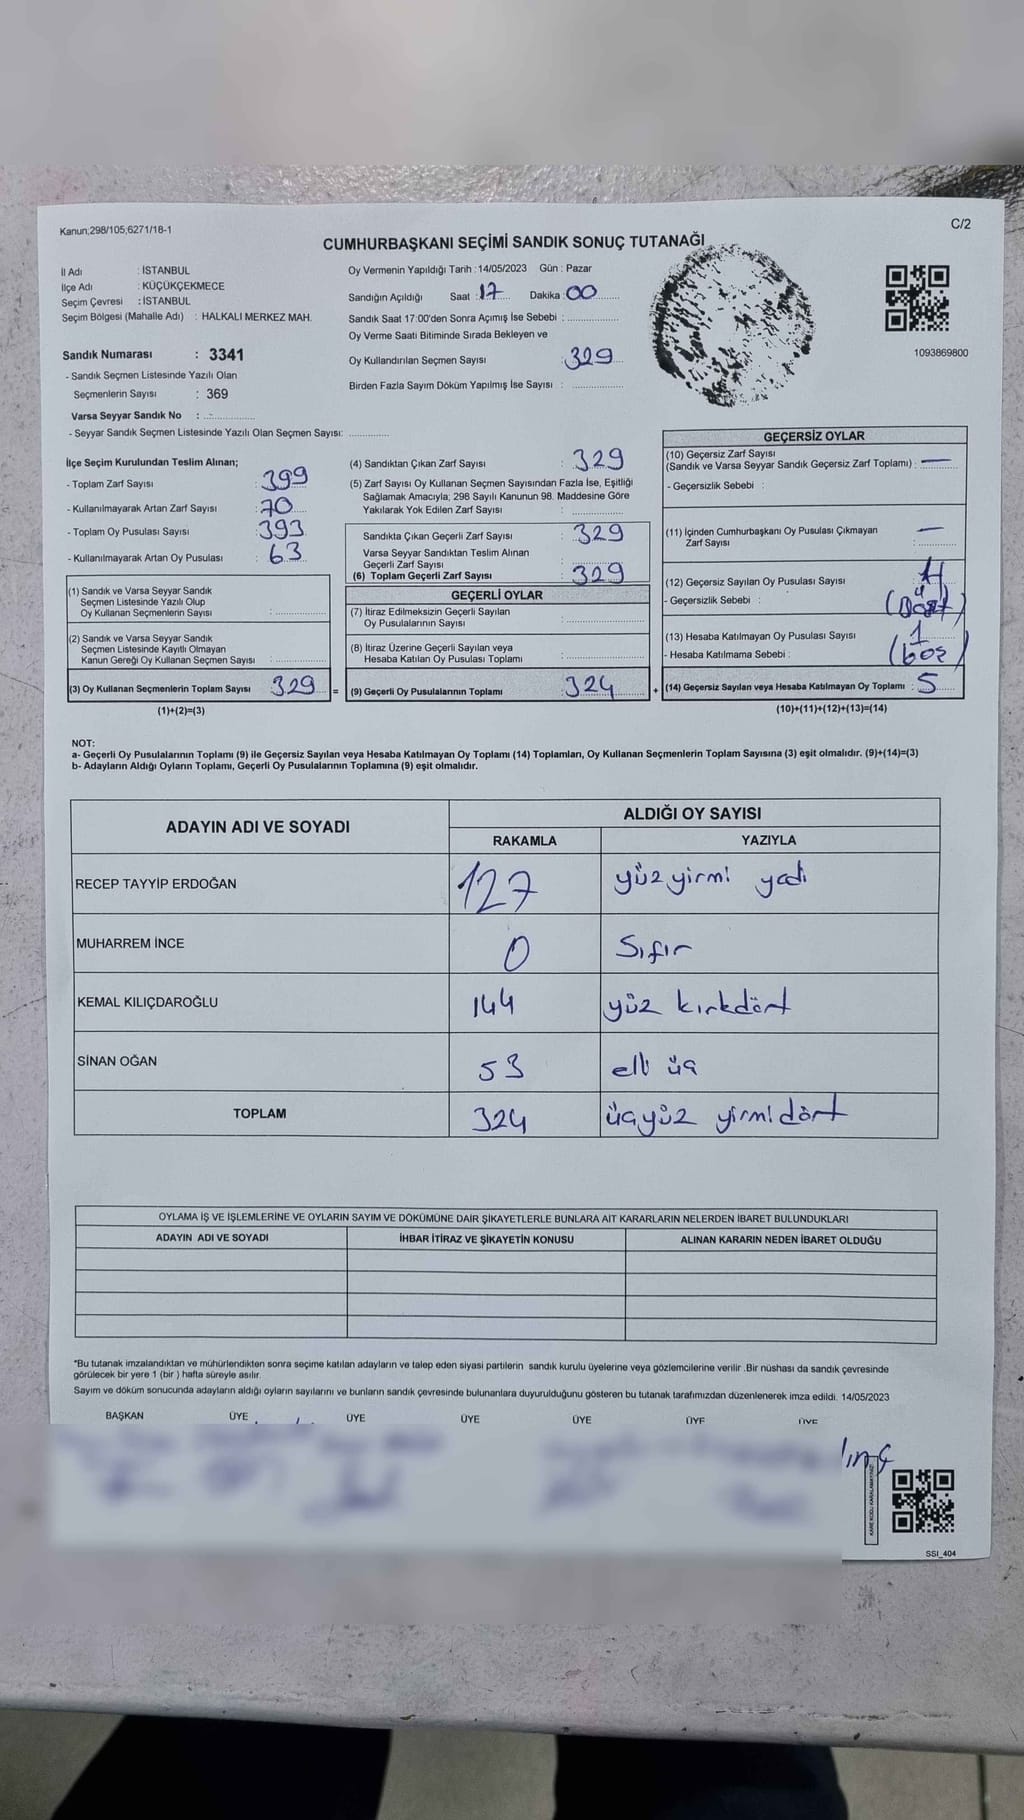 Kanun;298/105;6271/18-1
C/2
CUMHURBAŞKANI SEÇİMİ SANDIK SONUÇ TUTANAĞI
İl Adı : İSTANBUL
İlçe Adı : KÜÇÜKÇEKMECE
Seçim Çevresi : İSTANBUL
Seçim Bölgesi (Mahalle Adı) : HALKALI MERKEZ MAH.
Sandık Numarası : 3341
- Sandık Seçmen Listesinde Yazılı Olan
Seçmenlerin Sayısı : 369
Varsa Seyyar Sandık No :
- Seyyar Sandık Seçmen Listesinde Yazılı Olan Seçmen Sayısı:
Oy Vermenin Yapıldığı Tarih : 14/05/2023 Gün : Pazar
Sandığın Açıldığı Saat : 17 Dakika : 00
Sandık Saat 17:00'den Sonra Açımış İse Sebebi :
Oy Verme Saati Bitiminde Sırada Bekleyen ve
Oy Kullandırılan Seçmen Sayısı : 329
Birden Fazla Sayım Döküm Yapılmış İse Sayısı :
1093869800
İlçe Seçim Kurulundan Teslim Alınan;
- Toplam Zarf Sayısı : 399
- Kullanılmayarak Artan Zarf Sayısı : 70
- Toplam Oy Pusulası Sayısı : 393
- Kullanılmayarak Artan Oy Pusulası : 63
(1) Sandık ve Varsa Seyyar Sandık
Seçmen Listesinde Yazılı Olup
Oy Kullanan Seçmenlerin Sayısı :
(2) Sandık ve Varsa Seyyar Sandık
Seçmen Listesinde Kayıtlı Olmayan
Kanun Gereği Oy Kullanan Seçmen Sayısı :
(3) Oy Kullanan Seçmenlerin Toplam Sayısı : 329 =
(1)+(2)=(3)
(4) Sandıktan Çıkan Zarf Sayısı : 329
(5) Zarf Sayısı Oy Kullanan Seçmen Sayısından Fazla İse, Eşitliği
Sağlamak Amacıyla; 298 Sayılı Kanunun 98. Maddesine Göre
Yakılarak Yok Edilen Zarf Sayısı :
Sandıkta Çıkan Geçerli Zarf Sayısı : 329
Varsa Seyyar Sandıktan Teslim Alınan
Geçerli Zarf Sayısı :
(6) Toplam Geçerli Zarf Sayısı : 329
GEÇERLİ OYLAR
(7) İtiraz Edilmeksizin Geçerli Sayılan
Oy Pusulalarının Sayısı :
(8) İtiraz Üzerine Geçerli Sayılan veya
Hesaba Katılan Oy Pusulası Toplamı :
(9) Geçerli Oy Pusulalarının Toplamı : 324 +
GEÇERSİZ OYLAR
(10) Geçersiz Zarf Sayısı
(Sandık ve Varsa Seyyar Sandık Geçersiz Zarf Toplamı) : —
- Geçersizlik Sebebi :
(11) İçinden Cumhurbaşkanı Oy Pusulası Çıkmayan
Zarf Sayısı : —
(12) Geçersiz Sayılan Oy Pusulası Sayısı : 4
- Geçersizlik Sebebi : (Dört)
(13) Hesaba Katılmayan Oy Pusulası Sayısı : 1
- Hesaba Katılmama Sebebi : (boş)
(14) Geçersiz Sayılan veya Hesaba Katılmayan Oy Toplamı : 5
(10)+(11)+(12)+(13)=(14)
NOT:
a- Geçerli Oy Pusulalarının Toplamı (9) ile Geçersiz Sayılan veya Hesaba Katılmayan Oy Toplamı (14) Toplamları, Oy Kullanan Seçmenlerin Toplam Sayısına (3) eşit olmalıdır. (9)+(14)=(3)
b- Adayların Aldığı Oyların Toplamı, Geçerli Oy Pusulalarının Toplamına (9) eşit olmalıdır.
ADAYIN ADI VE SOYADI
ALDIĞI OY SAYISI
RAKAMLA YAZIYLA
RECEP TAYYİP ERDOĞAN 127 yüzyirmi yedi
MUHARREM İNCE 0 Sıfır
KEMAL KILIÇDAROĞLU 144 yüz kırkdört
SİNAN OĞAN 53 elli üç
TOPLAM 324 üçyüz yirmidört
OYLAMA İŞ VE İŞLEMLERİNE VE OYLARIN SAYIM VE DÖKÜMÜNE DAİR ŞİKAYETLERLE BUNLARA AİT KARARLARIN NELERDEN İBARET BULUNDUKLARI
ADAYIN ADI VE SOYADI İHBAR İTİRAZ VE ŞİKAYETİN KONUSU ALINAN KARARIN NEDEN İBARET OLDUĞU
*Bu tutanak imzalandıktan ve mühürlendikten sonra seçime katılan adayların ve talep eden siyasi partilerin sandık kurulu üyelerine veya gözlemcilerine verilir .Bir nüshası da sandık çevresinde
görülecek bir yere 1 (bir ) hafta süreyle asılır.
Sayım ve döküm sonucunda adayların aldığı oyların sayılarını ve bunların sandık çevresinde bulunanlara duyurulduğunu gösteren bu tutanak tarafımızdan düzenlenerek imza edildi. 14/05/2023
BAŞKAN ÜYE ÜYE ÜYE ÜYE ÜYE ÜYE
KARE KODU KARALAMAYINIZ!
SSI_404